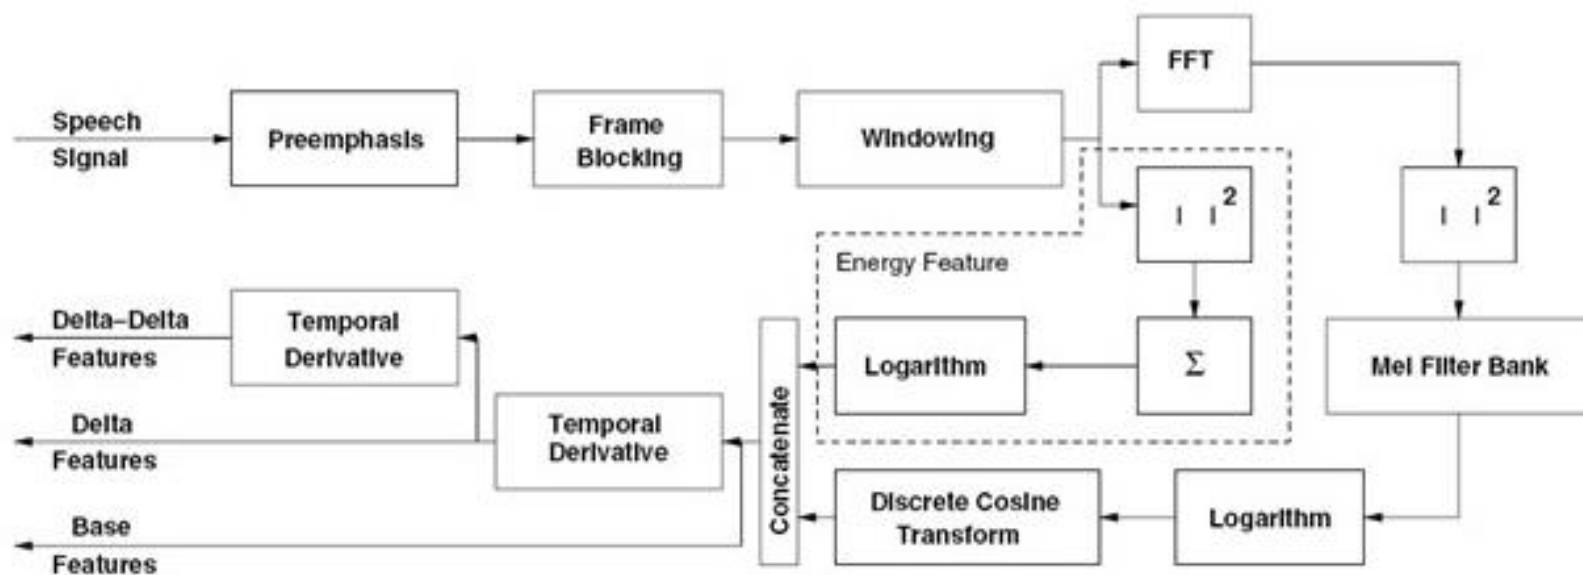 Speech
Signal
Preemphasis
Frame
Blocking
Windowing
FFT
| |²
| |²
Energy Feature
Delta–Delta
Features
Temporal
Derivative
Logarithm
Σ
Mel Filter Bank
Delta
Features
Temporal
Derivative
Concatenate
Base
Features
Discrete Cosine
Transform
Logarithm